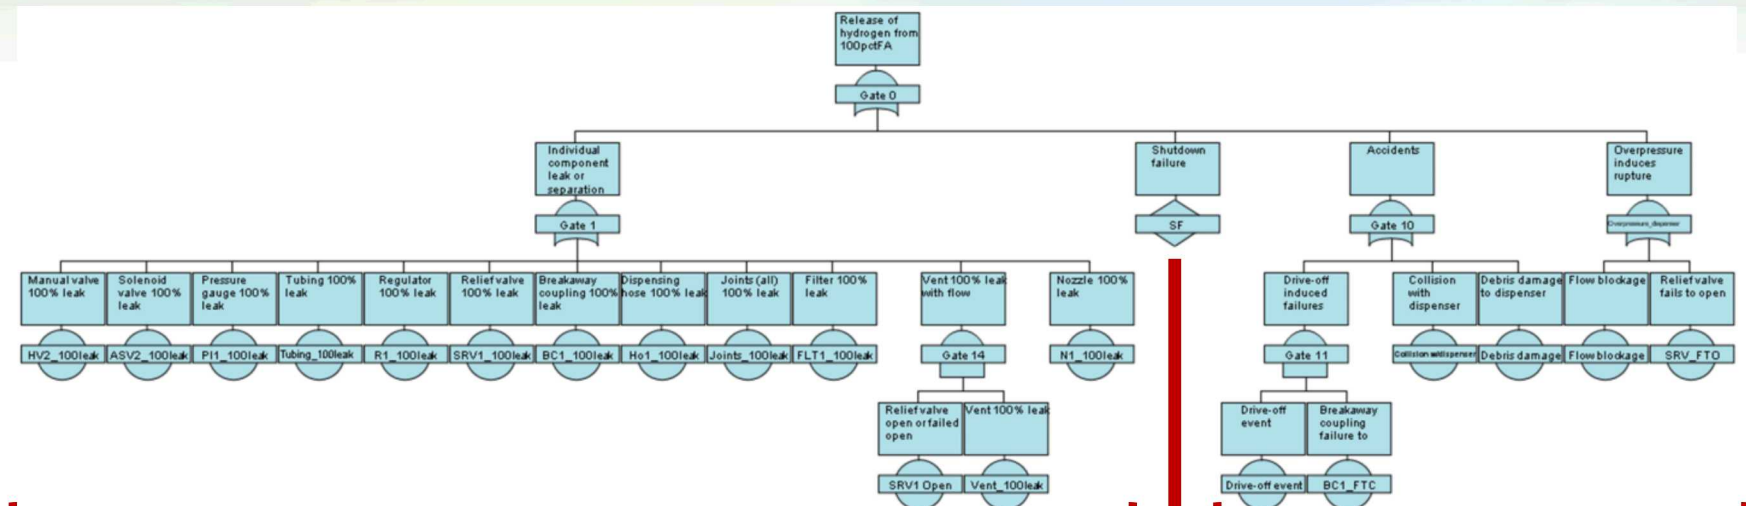 Release of
hydrogen from
100pctFA
Gate 0
Individual
component
leak or
separation
Gate 1
Shutdown
failure
SF
Accidents
Gate 10
Overpressure
induces
rupture
Overpressure_dispenser
Manual valve
100% leak
HV2_100leak
Solenoid
valve 100%
leak
ASV2_100leak
Pressure
gauge 100%
leak
PI1_100leak
Tubing 100%
leak
Tubing_100leak
Regulator
100% leak
R1_100leak
Relief valve
100% leak
SRV1_100leak
Breakaway
coupling 100%
leak
BC1_100leak
Dispensing
hose 100% leak
Ho1_100leak
Joints (all)
100% leak
Joints_100leak
Filter 100%
leak
FLT1_100leak
Vent 100% leak
with flow
Gate 14
Nozzle 100%
leak
N1_100leak
Drive-off
induced
failures
Gate 11
Collision
with
dispenser
Collision w/dispenser
Debris damage
to dispenser
Debris damage
Flow blockage
Flow blockage
Relief valve
fails to open
SRV_FTO
Relief valve
open or failed
open
SRV1 Open
Vent 100% leak
Vent_100leak
Drive-off
event
Drive-off event
Breakaway
coupling
failure to
BC1_FTC